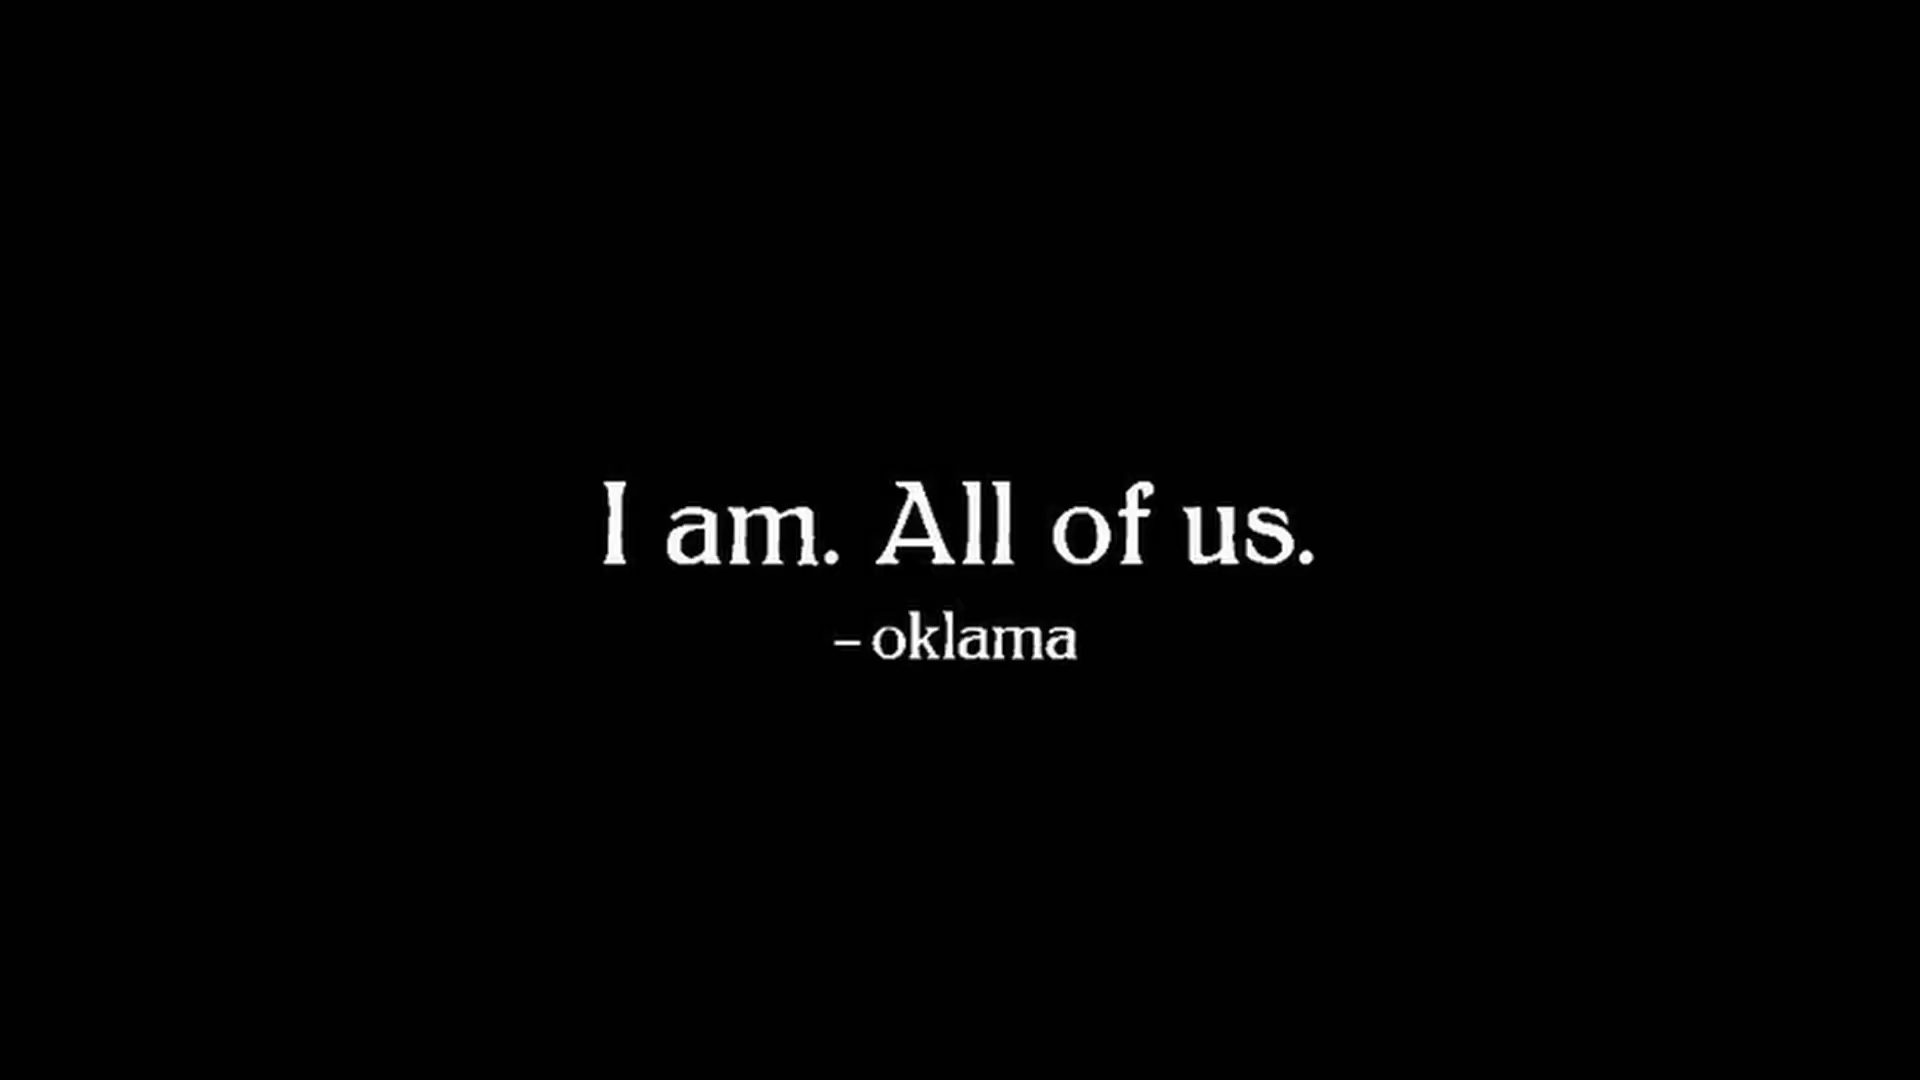 I am. All of us.
– oklama